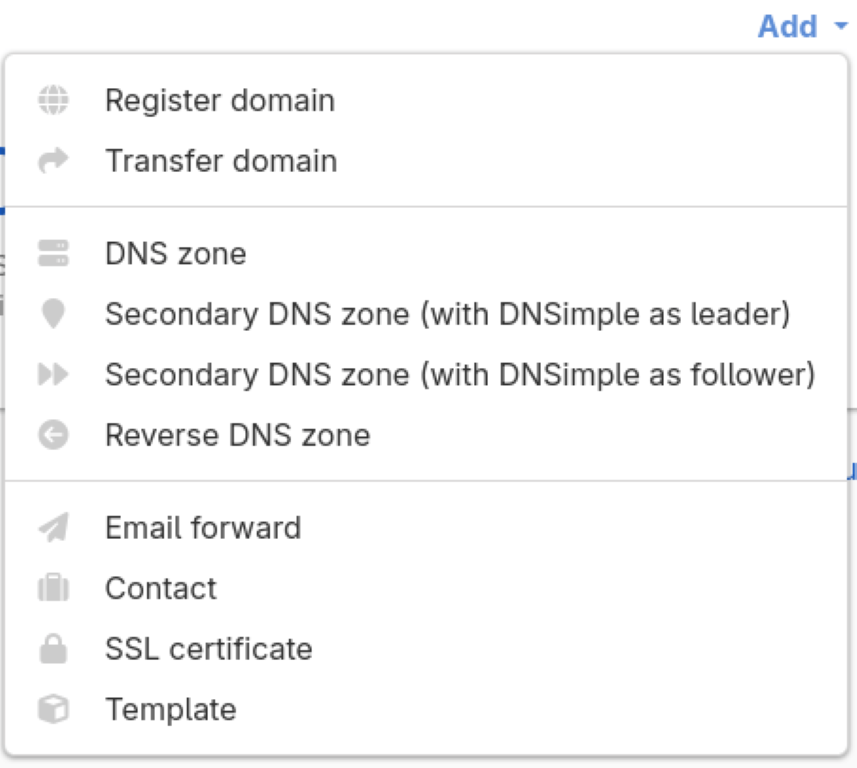 Add
Register domain
Transfer domain
DNS zone
Secondary DNS zone (with DNSimple as leader)
Secondary DNS zone (with DNSimple as follower)
Reverse DNS zone
Email forward
Contact
SSL certificate
Template